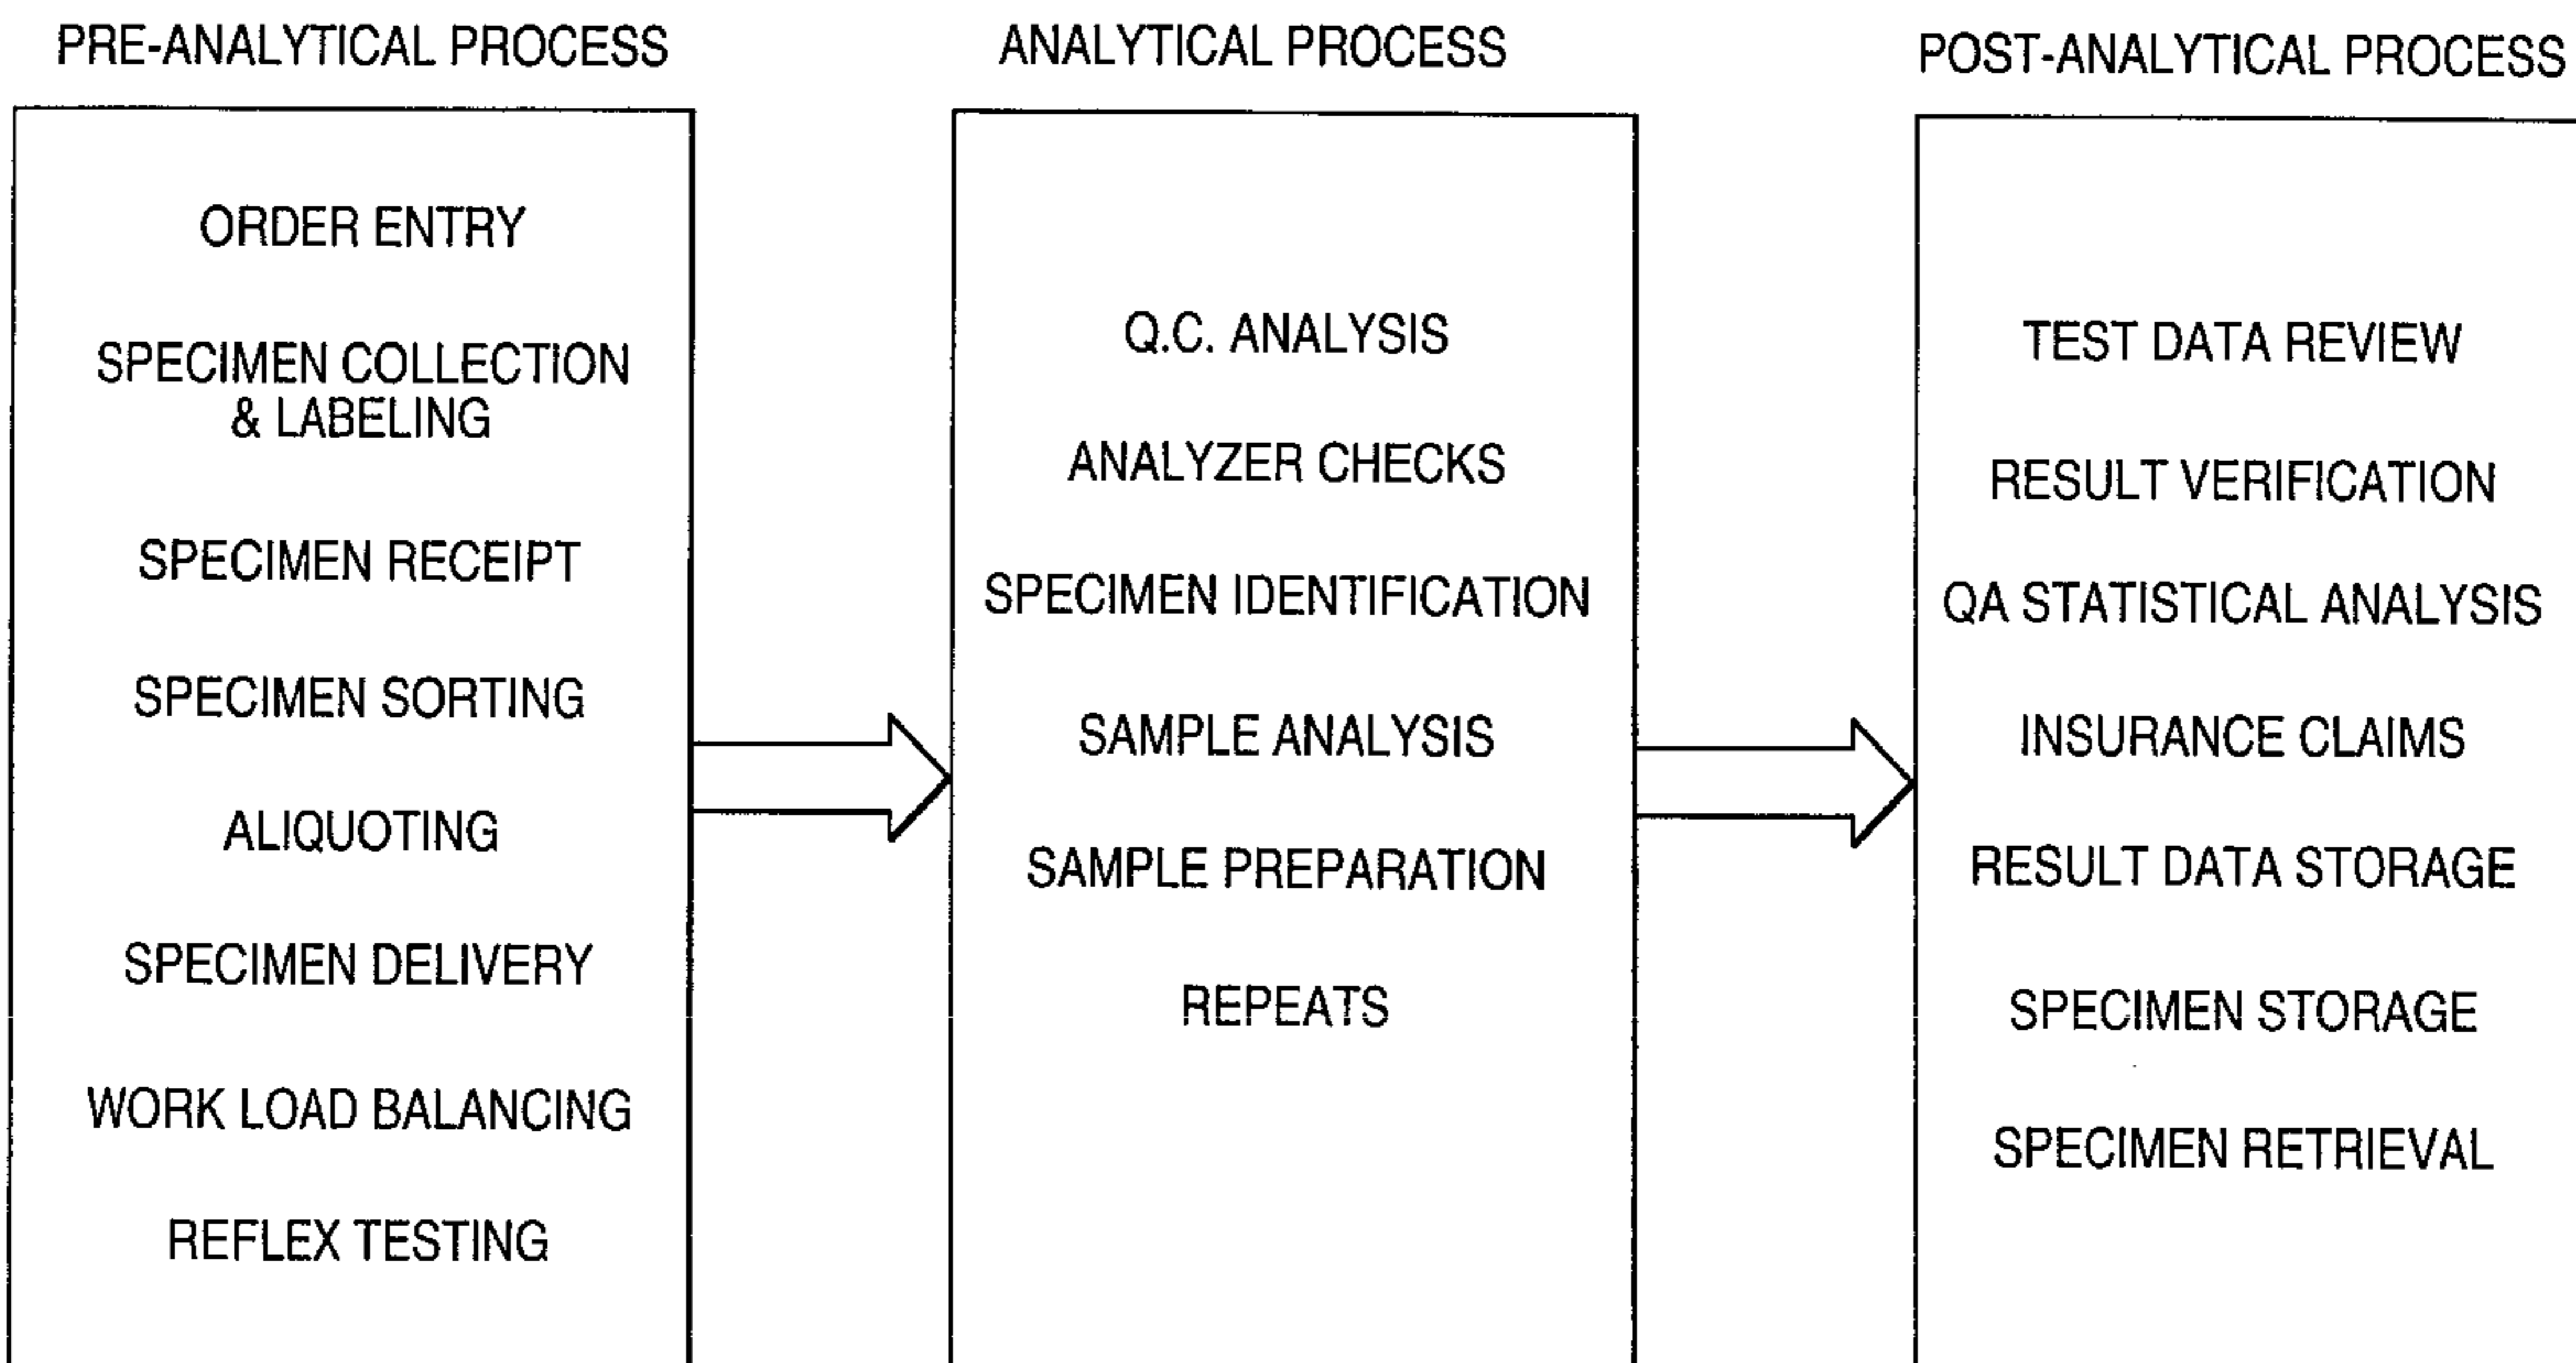 PRE-ANALYTICAL PROCESS
ORDER ENTRY
SPECIMEN COLLECTION
& LABELING
SPECIMEN RECEIPT
SPECIMEN SORTING
ALIQUOTING
SPECIMEN DELIVERY
WORK LOAD BALANCING
REFLEX TESTING
ANALYTICAL PROCESS
Q.C. ANALYSIS
ANALYZER CHECKS
SPECIMEN IDENTIFICATION
SAMPLE ANALYSIS
SAMPLE PREPARATION
REPEATS
POST-ANALYTICAL PROCESS
TEST DATA REVIEW
RESULT VERIFICATION
QA STATISTICAL ANALYSIS
INSURANCE CLAIMS
RESULT DATA STORAGE
SPECIMEN STORAGE
SPECIMEN RETRIEVAL